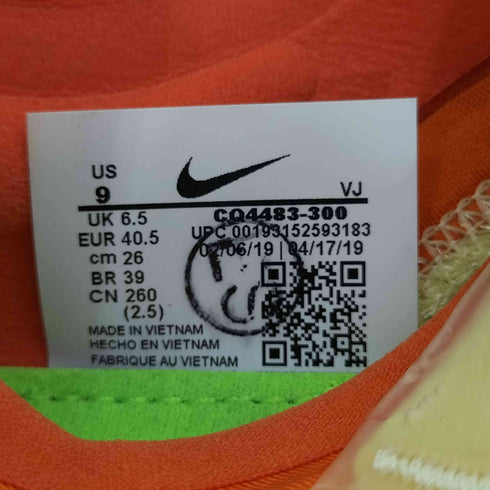 US
9
VJ
UK 6.5
CQ4483-300
EUR 40.5
UPC 00193152593183
cm 26
02/06/19 | 04/17/19
BR 39
CN 260
(2.5)
MADE IN VIETNAM
HECHO EN VIETNAM
FABRIQUE AU VIETNAM